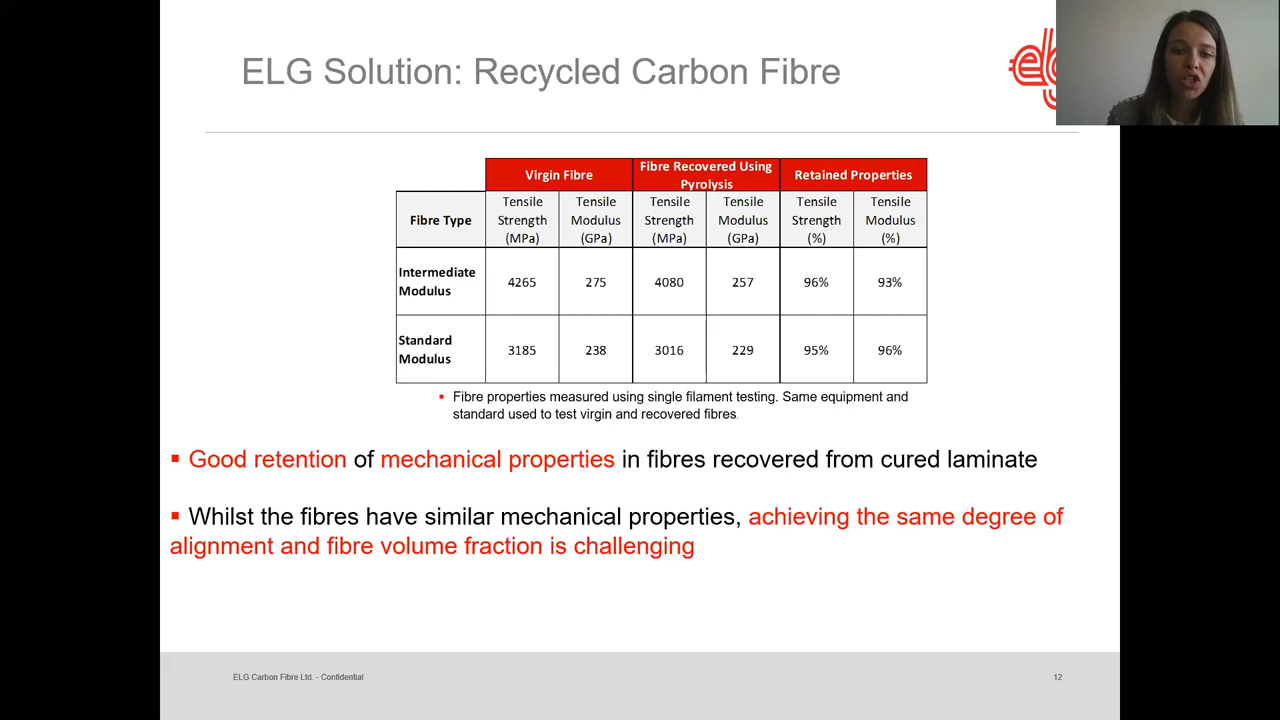 ELG Solution: Recycled Carbon Fibre
elg
Virgin Fibre
Fibre Recovered Using
Pyrolysis
Retained Properties
Fibre Type
Tensile
Strength
(MPa)
Tensile
Modulus
(GPa)
Tensile
Strength
(MPa)
Tensile
Modulus
(GPa)
Tensile
Strength
(%)
Tensile
Modulus
(%)
Intermediate
Modulus
4265
275
4080
257
96%
93%
Standard
Modulus
3185
238
3016
229
95%
96%
Fibre properties measured using single filament testing. Same equipment and
standard used to test virgin and recovered fibres.
Good retention of mechanical properties in fibres recovered from cured laminate
Whilst the fibres have similar mechanical properties, achieving the same degree of
alignment and fibre volume fraction is challenging
ELG Carbon Fibre Ltd. - Confidential
12